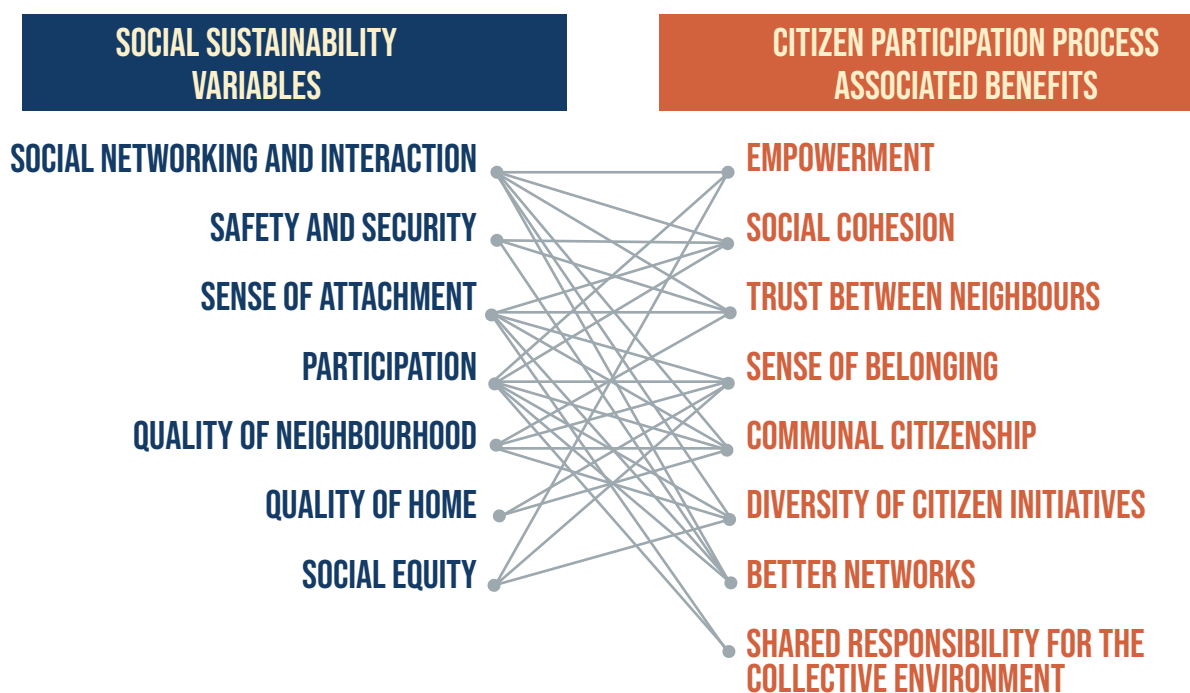 SOCIAL SUSTAINABILITY
VARIABLES
SOCIAL NETWORKING AND INTERACTION
SAFETY AND SECURITY
SENSE OF ATTACHMENT
PARTICIPATION
QUALITY OF NEIGHBOURHOOD
QUALITY OF HOME
SOCIAL EQUITY
CITIZEN PARTICIPATION PROCESS
ASSOCIATED BENEFITS
EMPOWERMENT
SOCIAL COHESION
TRUST BETWEEN NEIGHBOURS
SENSE OF BELONGING
COMMUNAL CITIZENSHIP
DIVERSITY OF CITIZEN INITIATIVES
BETTER NETWORKS
SHARED RESPONSIBILITY FOR THE
COLLECTIVE ENVIRONMENT